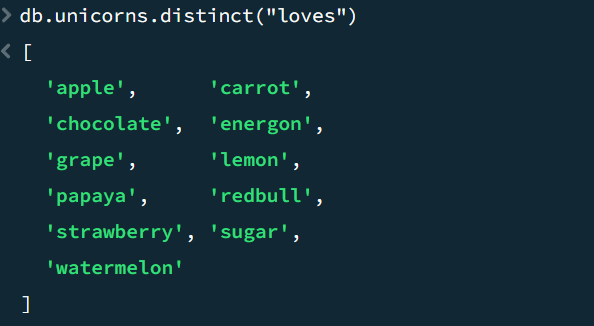 > db.unicorns.distinct("loves")
< [
'apple', 'carrot',
'chocolate', 'energon',
'grape', 'lemon',
'papaya', 'redbull',
'strawberry', 'sugar',
'watermelon'
]